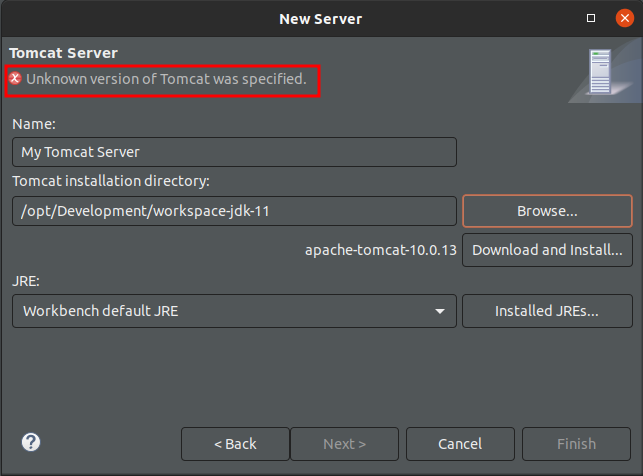 New Server
Tomcat Server
Unknown version of Tomcat was specified.
Name:
My Tomcat Server
Tomcat installation directory:
/opt/Development/workspace-jdk-11
Browse...
apache-tomcat-10.0.13
Download and Install...
JRE:
Workbench default JRE
Installed JREs...
?
< Back
Next >
Cancel
Finish